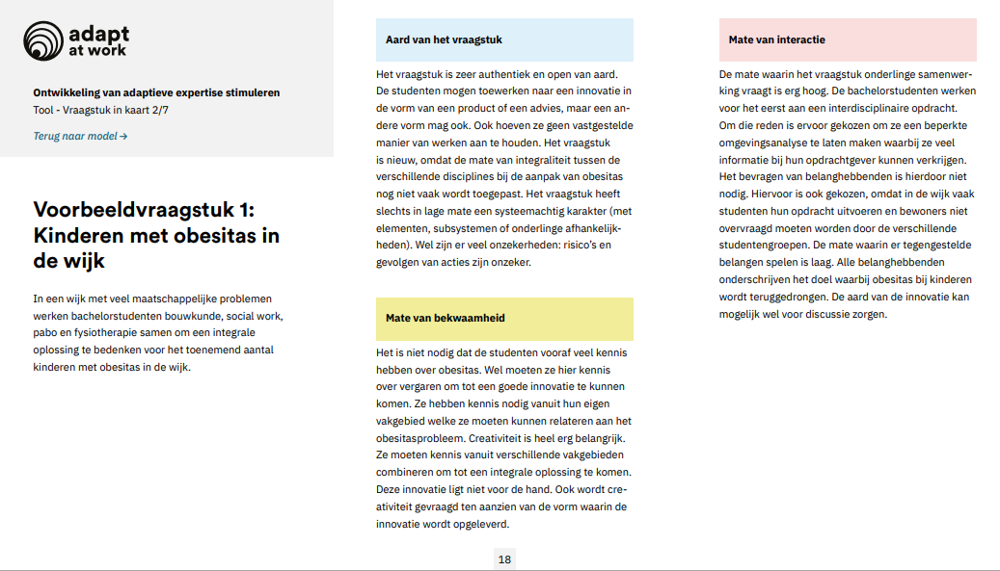 adapt
at work
Ontwikkeling van adaptieve expertise stimuleren
Tool - Vraagstuk in kaart 2/7
Terug naar model →
Voorbeeldvraagstuk 1:
Kinderen met obesitas in
de wijk
In een wijk met veel maatschappelijke problemen
werken bachelorstudenten bouwkunde, social work,
pabo en fysiotherapie samen om een integrale
oplossing te bedenken voor het toenemend aantal
kinderen met obesitas in de wijk.
Aard van het vraagstuk
Het vraagstuk is zeer authentiek en open van aard.
De studenten mogen toewerken naar een innovatie in
de vorm van een product of een advies, maar een an-
dere vorm mag ook. Ook hoeven ze geen vastgestelde
manier van werken aan te houden. Het vraagstuk
is nieuw, omdat de mate van integraliteit tussen de
verschillende disciplines bij de aanpak van obesitas
nog niet vaak wordt toegepast. Het vraagstuk heeft
slechts in lage mate een systeemachtig karakter (met
elementen, subsystemen of onderlinge afhankelijk-
heden). Wel zijn er veel onzekerheden: risico's en
gevolgen van acties zijn onzeker.
Mate van bekwaamheid
Het is niet nodig dat de studenten vooraf veel kennis
hebben over obesitas. Wel moeten ze hier kennis
over vergaren om tot een goede innovatie te kunnen
komen. Ze hebben kennis nodig vanuit hun eigen
vakgebied welke ze moeten kunnen relateren aan het
obesitasprobleem. Creativiteit is heel erg belangrijk.
Ze moeten kennis vanuit verschillende vakgebieden
combineren om tot een integrale oplossing te komen.
Deze innovatie ligt niet voor de hand. Ook wordt cre-
ativiteit gevraagd ten aanzien van de vorm waarin de
innovatie wordt opgeleverd.
Mate van interactie
De mate waarin het vraagstuk onderlinge samenwer-
king vraagt is erg hoog. De bachelorstudenten werken
voor het eerst aan een interdisciplinaire opdracht.
Om die reden is ervoor gekozen om ze een beperkte
omgevingsanalyse te laten maken waarbij ze veel
informatie bij hun opdrachtgever kunnen verkrijgen.
Het bevragen van belanghebbenden is hierdoor niet
nodig. Hiervoor is ook gekozen, omdat in de wijk vaak
studenten hun opdracht uitvoeren en bewoners niet
overvraagd moeten worden door de verschillende
studentengroepen. De mate waarin er tegengestelde
belangen spelen is laag. Alle belanghebbenden
onderschrijven het doel waarbij obesitas bij kinderen
wordt teruggedrongen. De aard van de innovatie kan
mogelijk wel voor discussie zorgen.
18